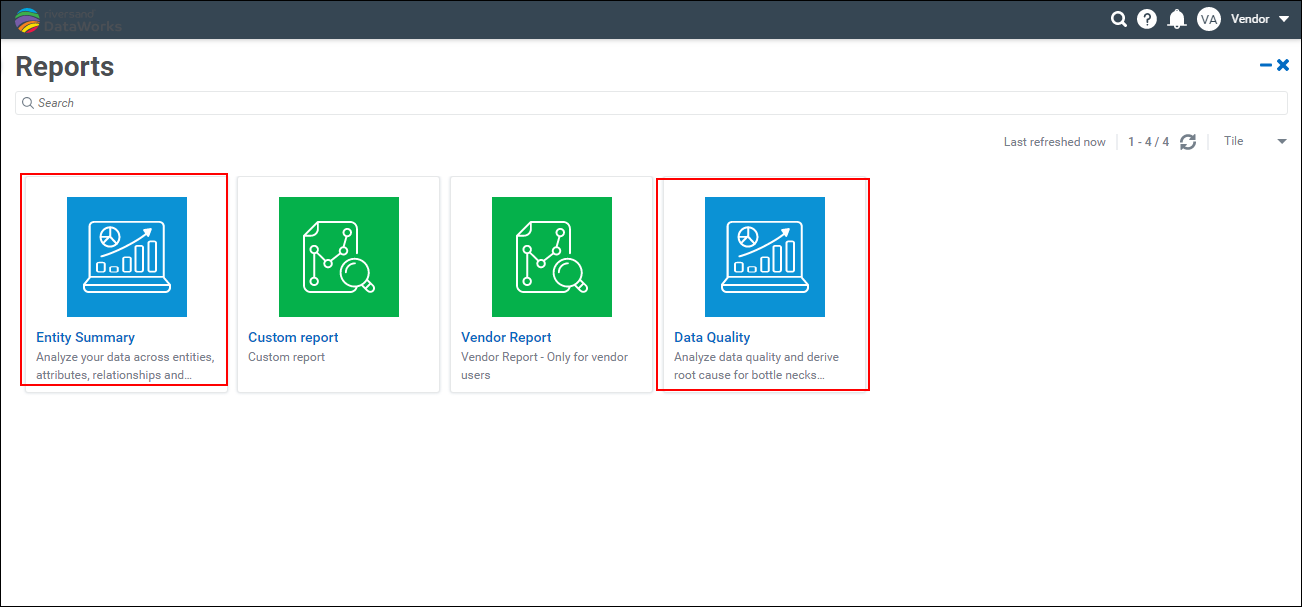 riversand
DataWorks
VA
Vendor
Reports
Search
Last refreshed now
1 - 4 / 4
Tile
Entity Summary
Analyze your data across entities,
attributes, relationships and...
Custom report
Custom report
Vendor Report
Vendor Report - Only for vendor
users
Data Quality
Analyze data quality and derive
root cause for bottle necks...